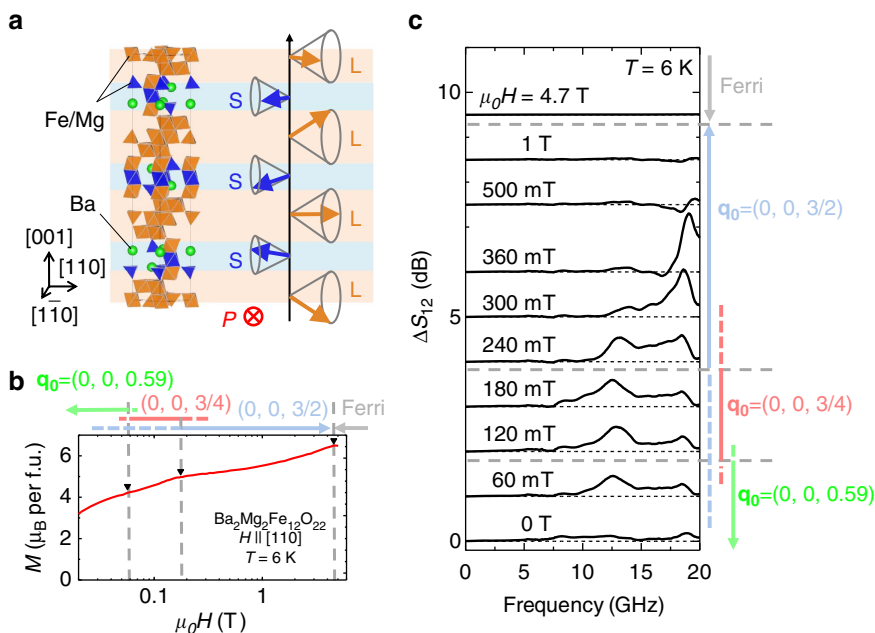 a
Fe/Mg
Ba
[001]
[110]
[1̄10]
L
S
L
S
L
S
L
P
b
q₀=(0, 0, 0.59)
(0, 0, 3/4)
(0, 0, 3/2)
Ferri
M (μB per f.u.)
6
4
2
0
Ba₂Mg₂Fe₁₂O₂₂
H || [110]
T = 6 K
0.1
1
μ₀H (T)
c
T = 6 K
μ₀H = 4.7 T
1 T
500 mT
360 mT
300 mT
240 mT
180 mT
120 mT
60 mT
0 T
ΔS₁₂ (dB)
10
5
0
0
5
10
15
20
Frequency (GHz)
Ferri
q₀=(0, 0, 3/2)
q₀=(0, 0, 3/4)
q₀=(0, 0, 0.59)